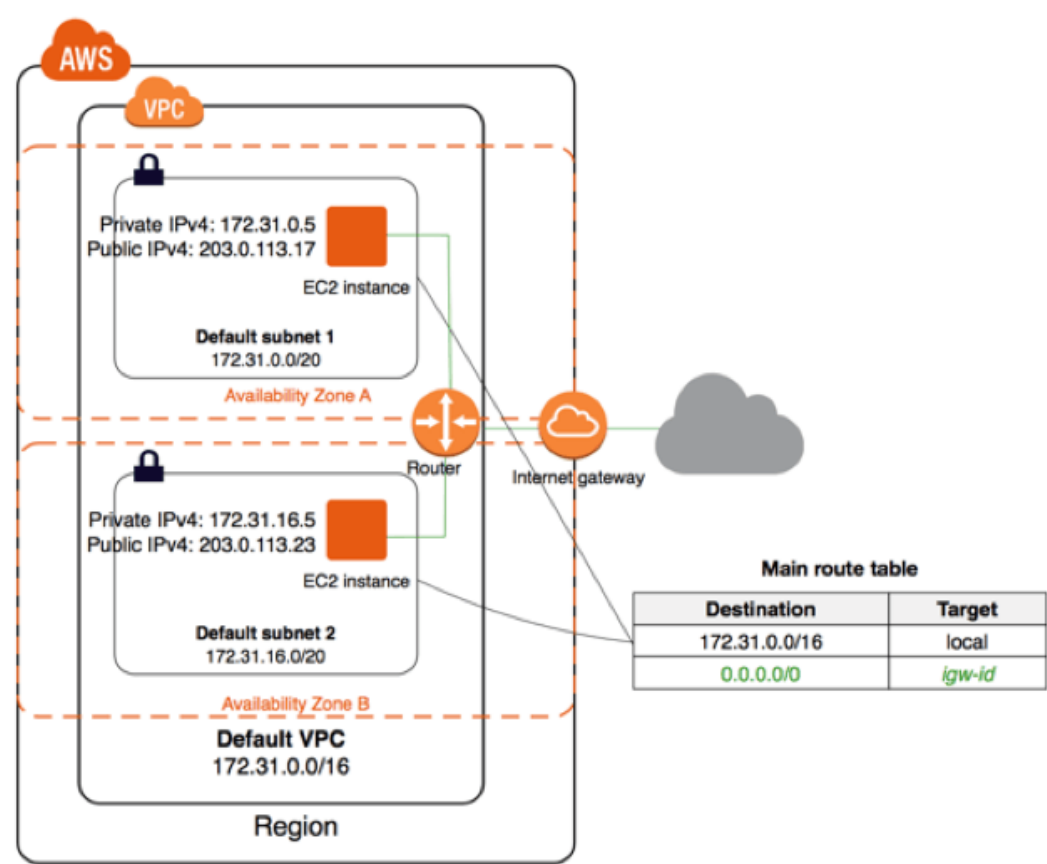 AWS
VPC
Private IPv4: 172.31.0.5
Public IPv4: 203.0.113.17
EC2 instance
Default subnet 1
172.31.0.0/20
Availability Zone A
Router
Internet gateway
Private IPv4: 172.31.16.5
Public IPv4: 203.0.113.23
EC2 instance
Default subnet 2
172.31.16.0/20
Availability Zone B
Default VPC
172.31.0.0/16
Region
Main route table
Destination Target
172.31.0.0/16 local
0.0.0.0/0 igw-id